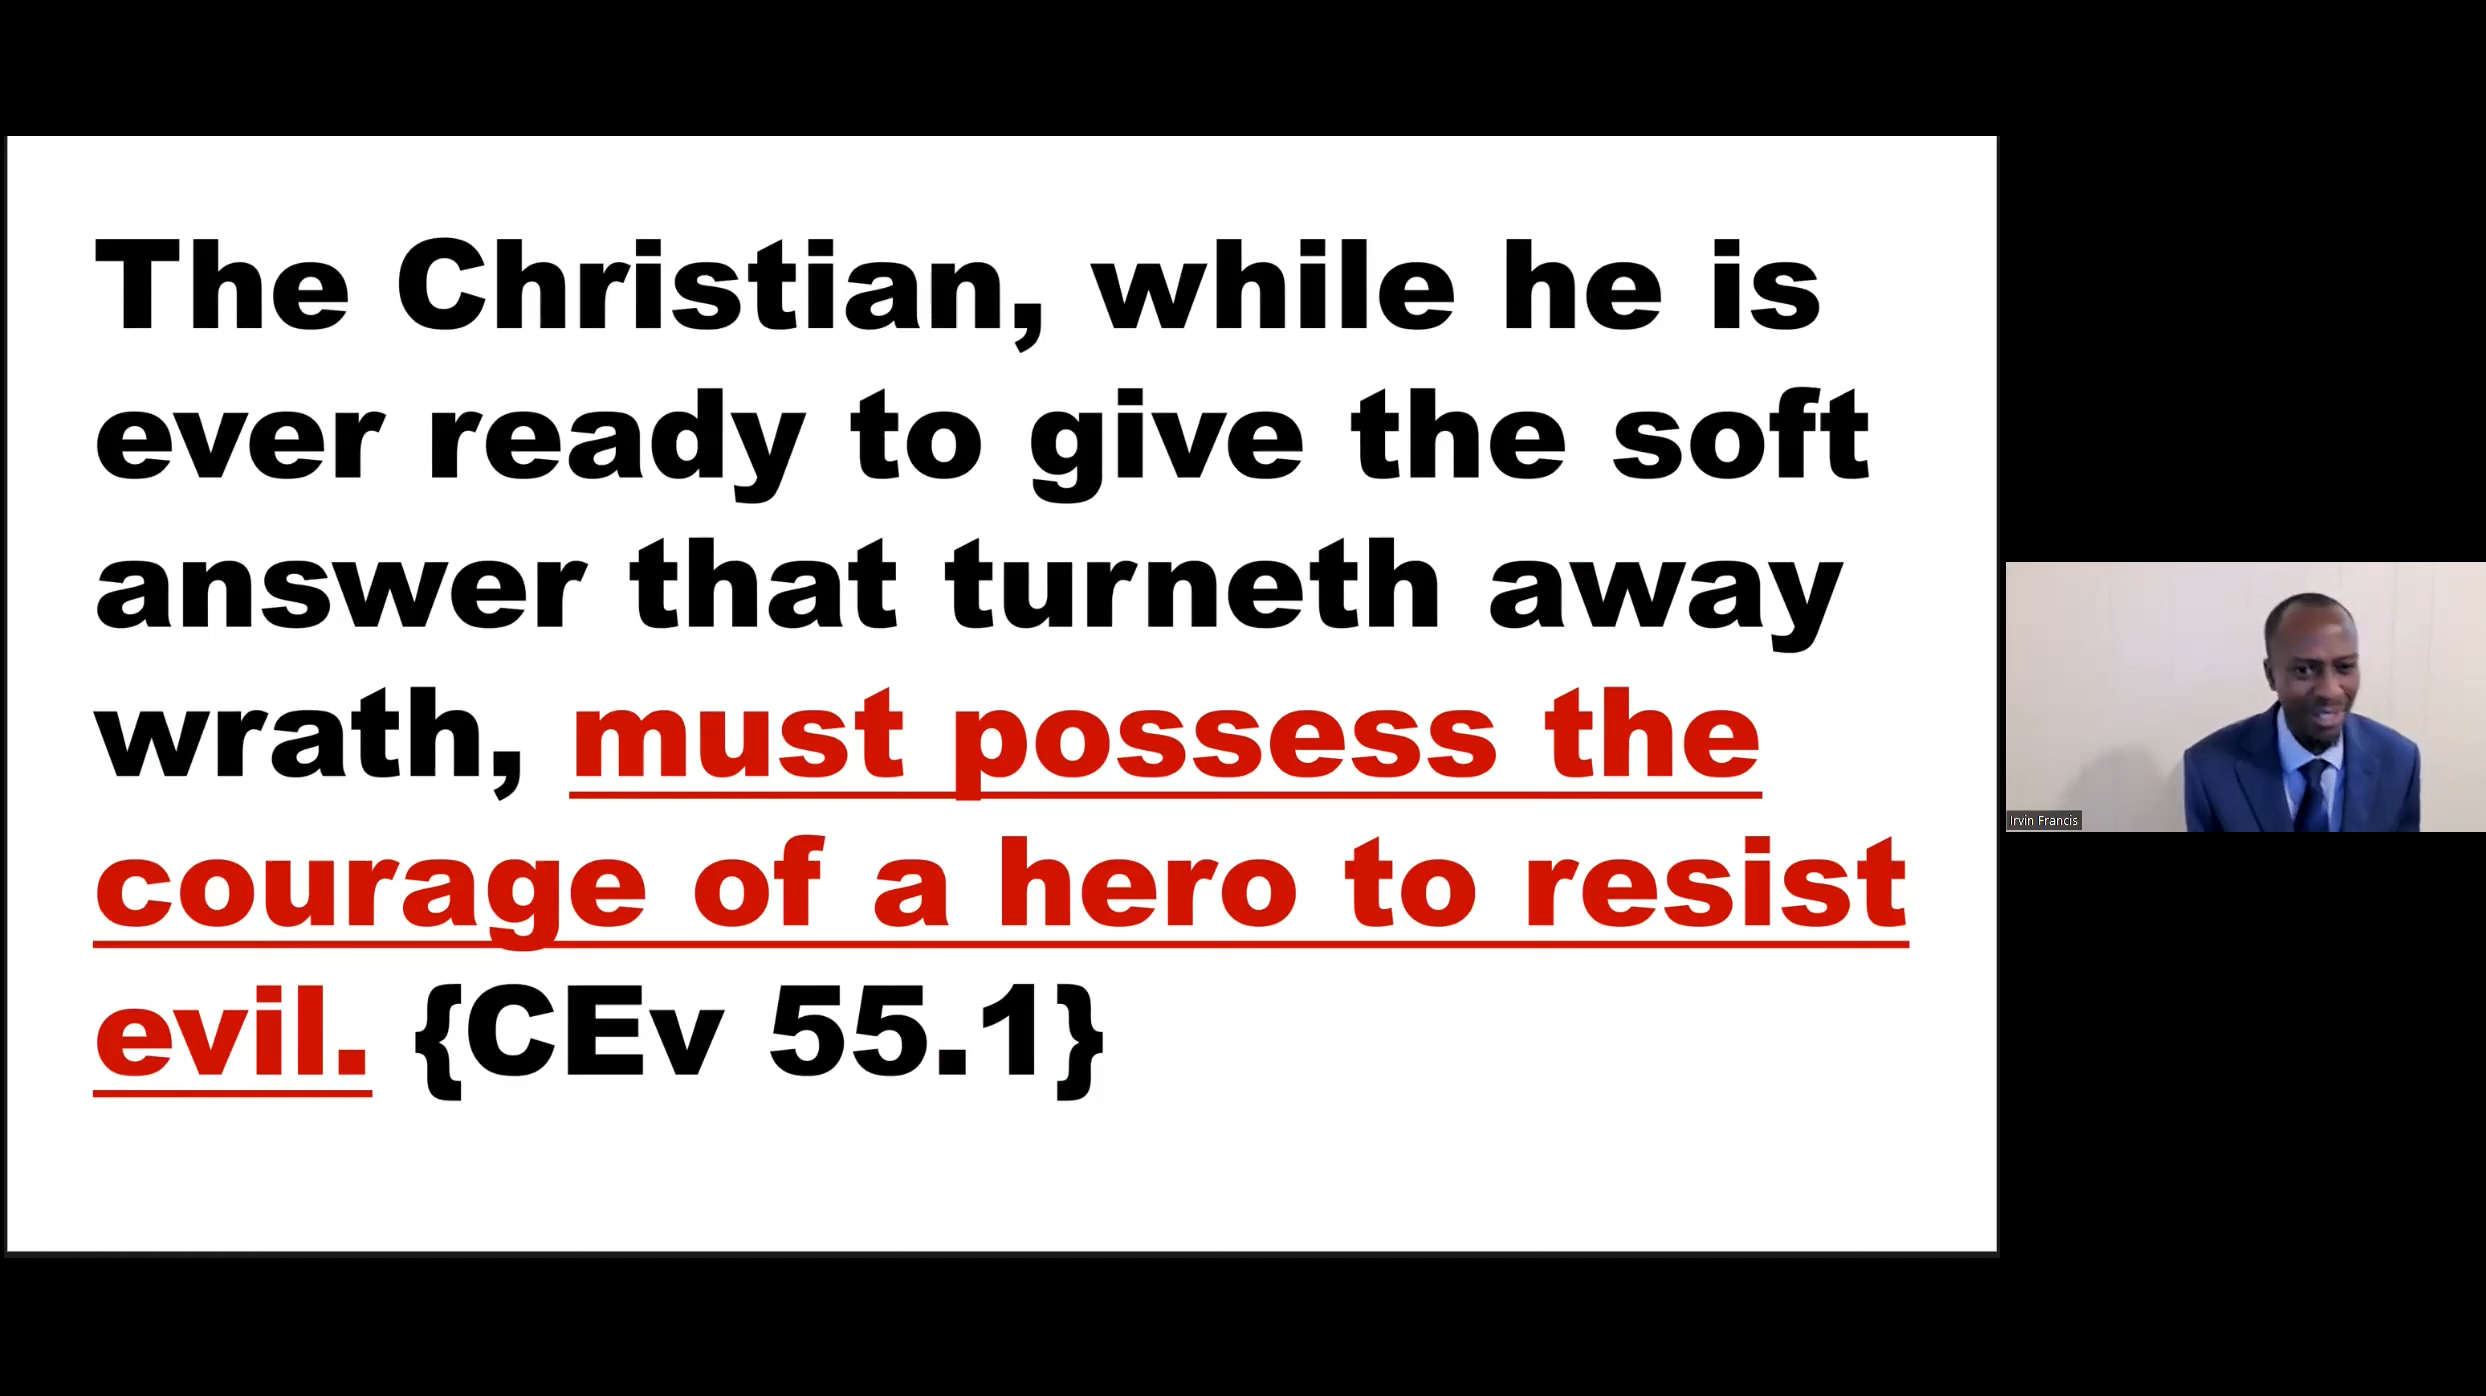 The Christian, while he is
ever ready to give the soft
answer that turneth away
wrath, must possess the
courage of a hero to resist
evil. {CEv 55.1}
Irvin Francis